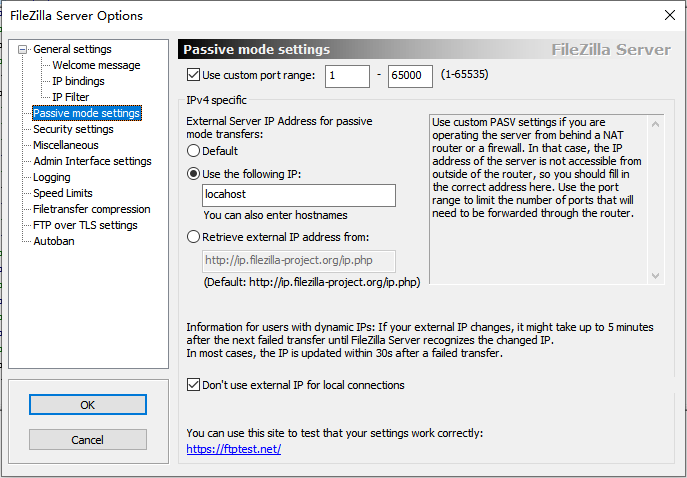 FileZilla Server Options
General settings
Welcome message
IP bindings
IP Filter
Passive mode settings
Security settings
Miscellaneous
Admin Interface settings
Logging
Speed Limits
Filetransfer compression
FTP over TLS settings
Autoban
OK
Cancel
Passive mode settings
FileZilla Server
Use custom port range: 1 - 65000 (1-65535)
IPv4 specific
External Server IP Address for passive
mode transfers:
Default
Use the following IP:
locahost
You can also enter hostnames
Retrieve external IP address from:
http://ip.filezilla-project.org/ip.php
(Default: http://ip.filezilla-project.org/ip.php)
Use custom PASV settings if you are
operating the server from behind a NAT
router or a firewall. In that case, the IP
address of the server is not accessible from
outside of the router, so you should fill in
the correct address here. Use the port
range to limit the number of ports that will
need to be forwarded through the router.
Information for users with dynamic IPs: If your external IP changes, it might take up to 5 minutes
after the next failed transfer until FileZilla Server recognizes the changed IP.
In most cases, the IP is updated within 30s after a failed transfer.
Don't use external IP for local connections
You can use this site to test that your settings work correctly:
https://ftptest.net/